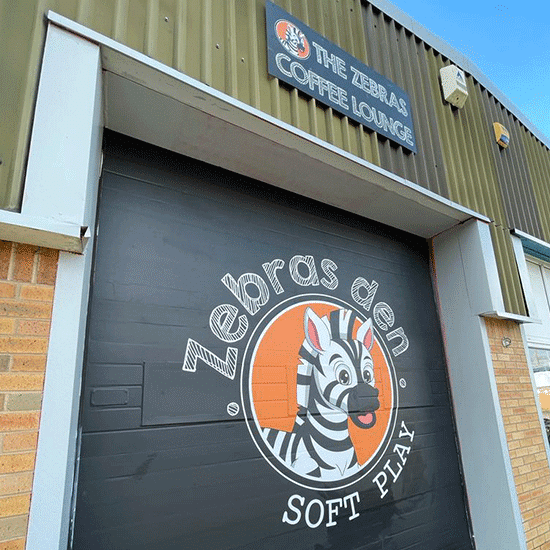 THE ZEBRAS
COFFEE LOUNGE
Zebras den
SOFT PLAY